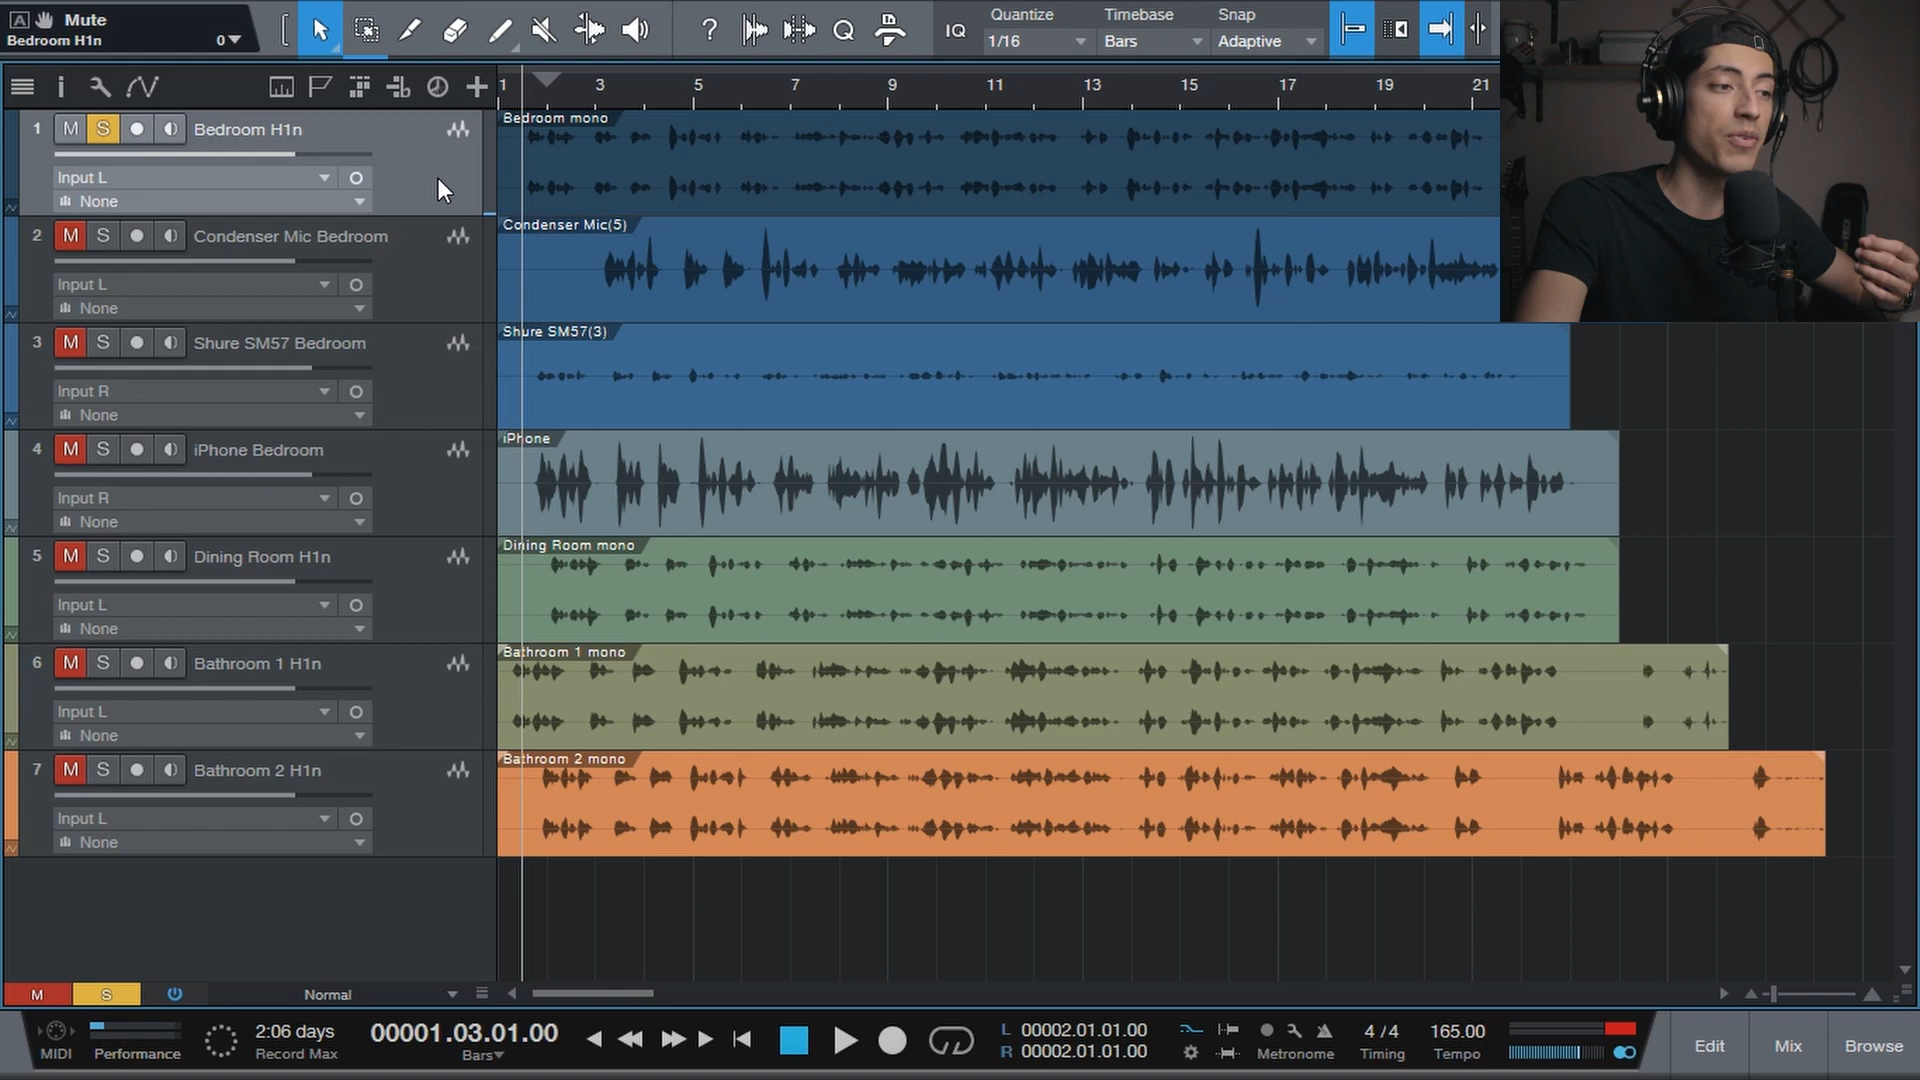 A Mute
Bedroom H1n 0
? Q IQ
Quantize Timebase Snap
1/16 Bars Adaptive
1 3 5 7 9 11 13 15 17 19 21
1 M S Bedroom H1n
Input L
None
Bedroom mono
2 M S Condenser Mic Bedroom
Input L
None
Condenser Mic(5)
3 M S Shure SM57 Bedroom
Input R
None
Shure SM57(3)
4 M S iPhone Bedroom
Input R
None
iPhone
5 M S Dining Room H1n
Input L
None
Dining Room mono
6 M S Bathroom 1 H1n
Input L
None
Bathroom 1 mono
7 M S Bathroom 2 H1n
Input L
None
Bathroom 2 mono
M S Normal
MIDI Performance
2:06 days
Record Max
00001.03.01.00
Bars
L 00002.01.01.00
R 00002.01.01.00
Metronome
4 / 4
Timing
165.00
Tempo
Edit Mix Browse